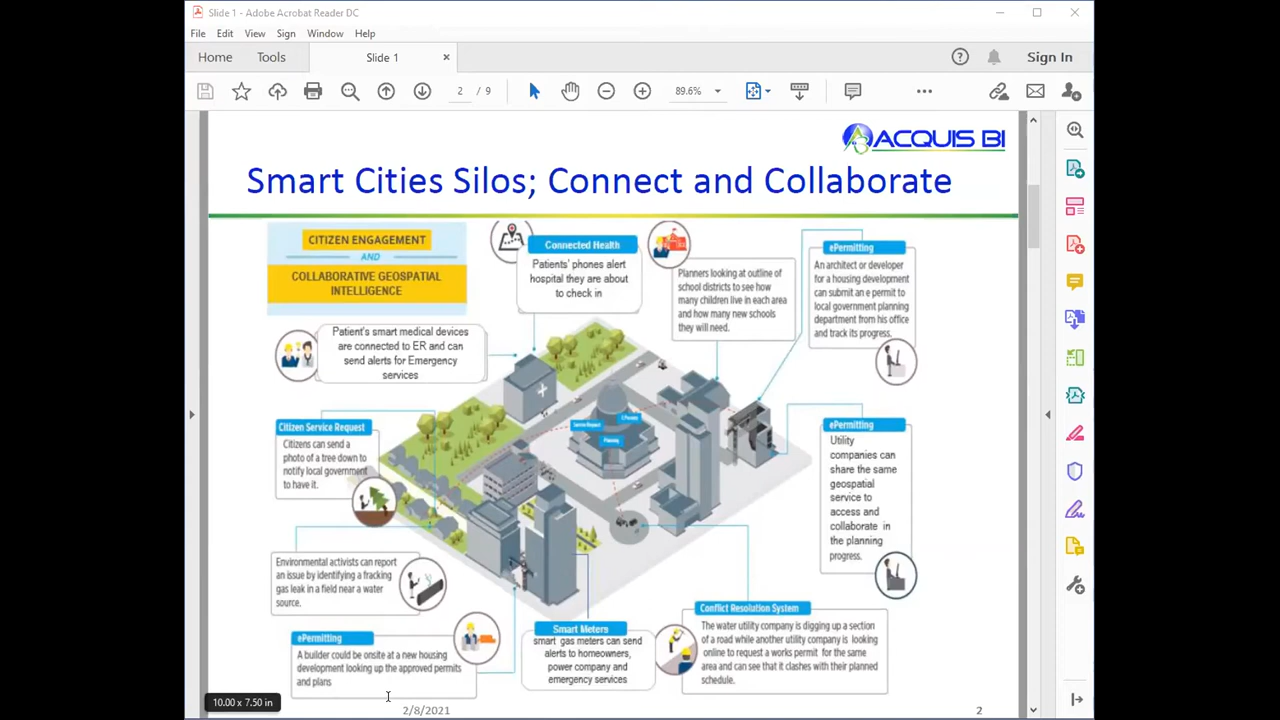 Slide 1 - Adobe Acrobat Reader DC
File Edit View Sign Window Help
Home Tools Slide 1 × Sign In
2 / 9 89.6%
ACQUIS BI
Smart Cities Silos; Connect and Collaborate
CITIZEN ENGAGEMENT
AND
COLLABORATIVE GEOSPATIAL
INTELLIGENCE
Connected Health
Patients' phones alert
hospital they are about
to check in
Planners looking at outline of
school districts to see how
many children live in each area
and how many new schools
they will need.
ePermitting
An architect or developer
for a housing development
can submit an e permit to
local government planning
department from his office
and track its progress.
Patient's smart medical devices
are connected to ER and can
send alerts for Emergency
services
Citizen Service Request
Citizens can send a
photo of a tree down to
notify local government
to have it.
Service Request
E Permits
Planning
ePermitting
Utility
companies can
share the same
geospatial
service to
access and
collaborate in
the planning
progress.
Environmental activists can report
an issue by identifying a fracking
gas leak in a field near a water
source.
ePermitting
A builder could be onsite at a new housing
development looking up the approved permits
and plans
Smart Meters
smart gas meters can send
alerts to homeowners,
power company and
emergency services
Conflict Resolution System
The water utility company is digging up a section
of a road while another utility company is looking
online to request a works permit for the same
area and can see that it clashes with their planned
schedule.
10.00 x 7.50 in
2/8/2021
2